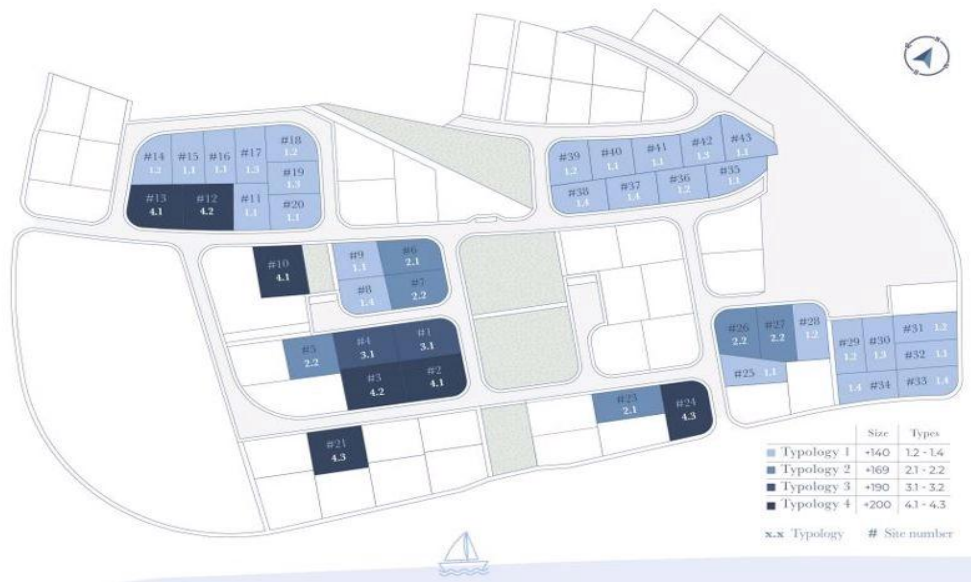 #14 #15 #16 #17 #18
1.2 1.1 1.1 1.3 1.2
#19
1.3
#13 #12 #11 #20
4.1 4.2 1.1 1.1
#39 #40 #41 #42 #43
1.2 1.1 1.1 1.3 1.1
#38 #37 #36 #35
1.4 1.4 1.2 1.1
#10 #9 #6
4.1 1.1 2.1
#8 #7
1.4 2.2
#5 #4 #1
2.2 3.1 3.1
#3 #2
4.2 4.1
#26 #27 #28
2.2 2.2 1.2
#25 1.1
#29 #30 #31 1.2
1.2 1.3 #32 1.1
1.4 #34 #33 1.4
#21
4.3
#23 #24
2.1 4.3
Size Types
Typology 1 +140 1.2 - 1.4
Typology 2 +169 2.1 - 2.2
Typology 3 +190 3.1 - 3.2
Typology 4 +200 4.1 - 4.3
x.x Typology # Site number